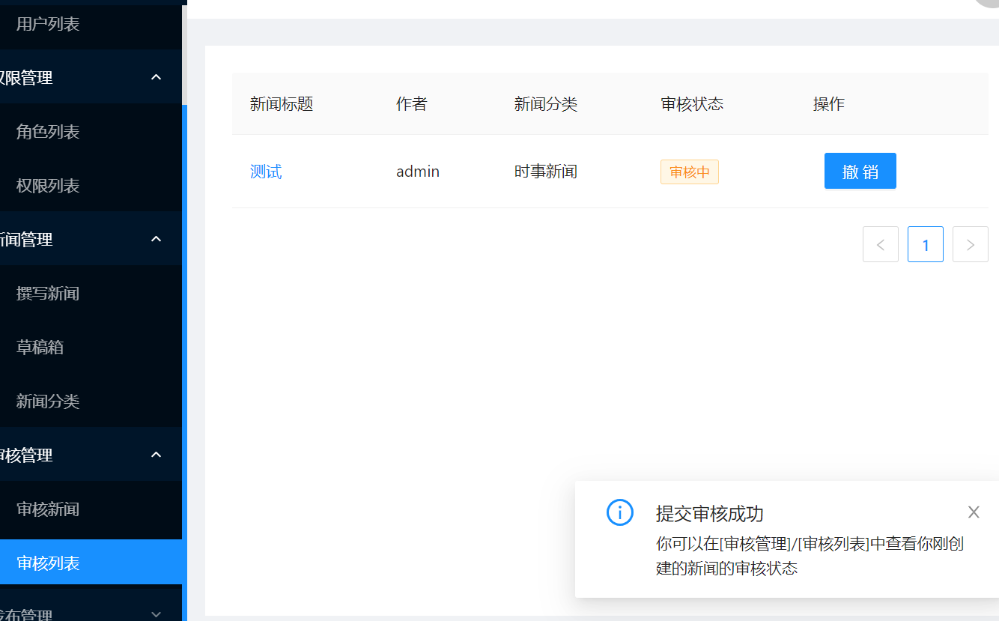 用户列表
权限管理
角色列表
权限列表
新闻管理
撰写新闻
草稿箱
新闻分类
审核管理
审核新闻
审核列表
发布管理
新闻标题 作者 新闻分类 审核状态 操作
测试 admin 时事新闻 审核中 撤 销
< 1 >
提交审核成功
你可以在[审核管理]/[审核列表]中查看你刚创
建的新闻的审核状态